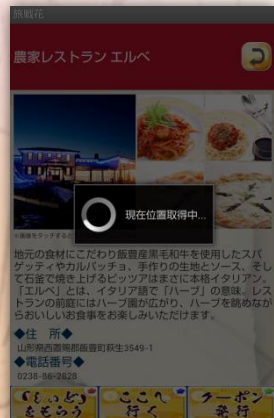 旅戦花
農家レストラン エルベ
現在位置取得中...
地元の食材にこだわり飯豊産黒毛和牛を使用したスパ
ゲッティやカルパッチョ、手作りの生地とソース、そし
て石窯で焼き上げるピッツアはまさに本格イタリアン。
「エルベ」とは、イタリア語で「ハーブ」の意味。レス
トランの前庭にはハーブ園が広がり、ハーブを眺めなが
らおいしいお食事をお楽しみいただけます。
◆住 所◆
山形県西置賜郡飯豊町萩生3549-1
◆電話番号◆
0238-86-2828
をもらう
ここへ
行く
クーポン
発行